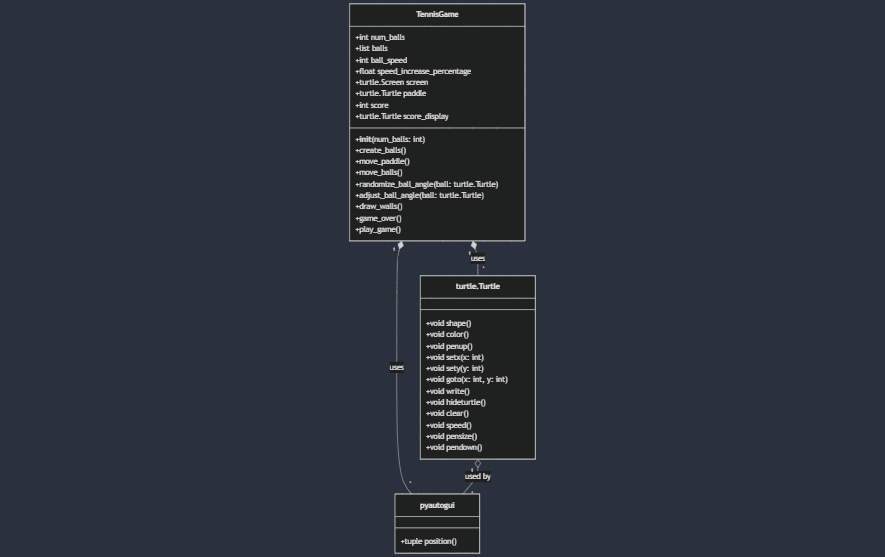 TennisGame
+int num_balls
+list balls
+int ball_speed
+float speed_increase_percentage
+turtle.Screen screen
+turtle.Turtle paddle
+int score
+turtle.Turtle score_display
+init(num_balls: int)
+create_balls()
+move_paddle()
+move_balls()
+randomize_ball_angle(ball: turtle.Turtle)
+adjust_ball_angle(ball: turtle.Turtle)
+draw_walls()
+game_over()
+play_game()
uses
turtle.Turtle
+void shape()
+void color()
+void penup()
+void setx(x: int)
+void sety(y: int)
+void goto(x: int, y: int)
+void write()
+void hideturtle()
+void clear()
+void speed()
+void pensize()
+void pendown()
uses
used by
pyautogui
+tuple position()